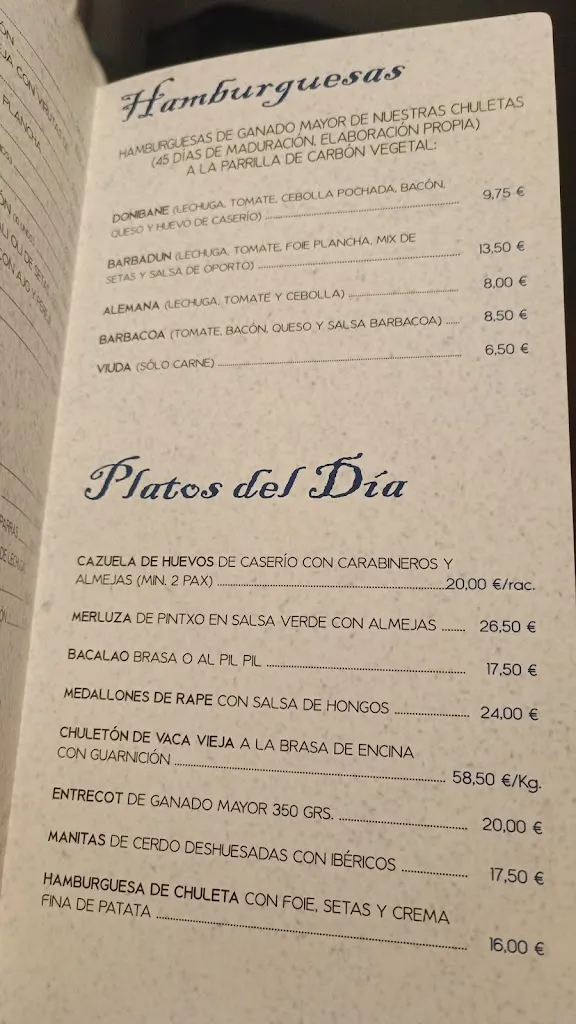 Hamburguesas
HAMBURGUESAS DE GANADO MAYOR DE NUESTRAS CHULETAS
(45 DÍAS DE MADURACIÓN, ELABORACIÓN PROPIA)
A LA PARRILLA DE CARBÓN VEGETAL:
DONIBANE (LECHUGA, TOMATE, CEBOLLA POCHADA, BACÓN,
QUESO Y HUEVO DE CASERÍO) 9,75 €
BARBADUN (LECHUGA, TOMATE, FOIE PLANCHA, MIX DE
SETAS Y SALSA DE OPORTO) 13,50 €
ALEMANA (LECHUGA, TOMATE Y CEBOLLA) 8,00 €
BARBACOA (TOMATE, BACÓN, QUESO Y SALSA BARBACOA) 8,50 €
VIUDA (SÓLO CARNE) 6,50 €
Platos del Día
CAZUELA DE HUEVOS DE CASERÍO CON CARABINEROS Y
ALMEJAS (MIN. 2 PAX) 20,00 €/rac.
MERLUZA DE PINTXO EN SALSA VERDE CON ALMEJAS 26,50 €
BACALAO BRASA O AL PIL PIL 17,50 €
MEDALLONES DE RAPE CON SALSA DE HONGOS 24,00 €
CHULETÓN DE VACA VIEJA A LA BRASA DE ENCINA
CON GUARNICIÓN 58,50 €/Kg.
ENTRECOT DE GANADO MAYOR 350 GRS. 20,00 €
MANITAS DE CERDO DESHUESADAS CON IBÉRICOS 17,50 €
HAMBURGUESA DE CHULETA CON FOIE, SETAS Y CREMA
FINA DE PATATA 16,00 €